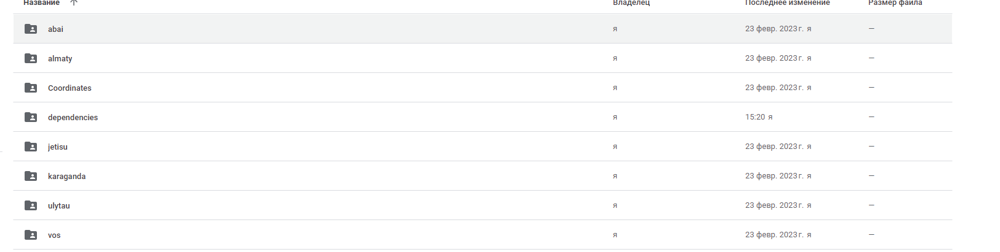 Название Владелец Последнее изменение Размер файла
abai я 23 февр. 2023 г. я —
almaty я 23 февр. 2023 г. я —
Coordinates я 23 февр. 2023 г. я —
dependencies я 15:20 я —
jetisu я 23 февр. 2023 г. я —
karaganda я 23 февр. 2023 г. я —
ulytau я 23 февр. 2023 г. я —
vos я 23 февр. 2023 г. я —